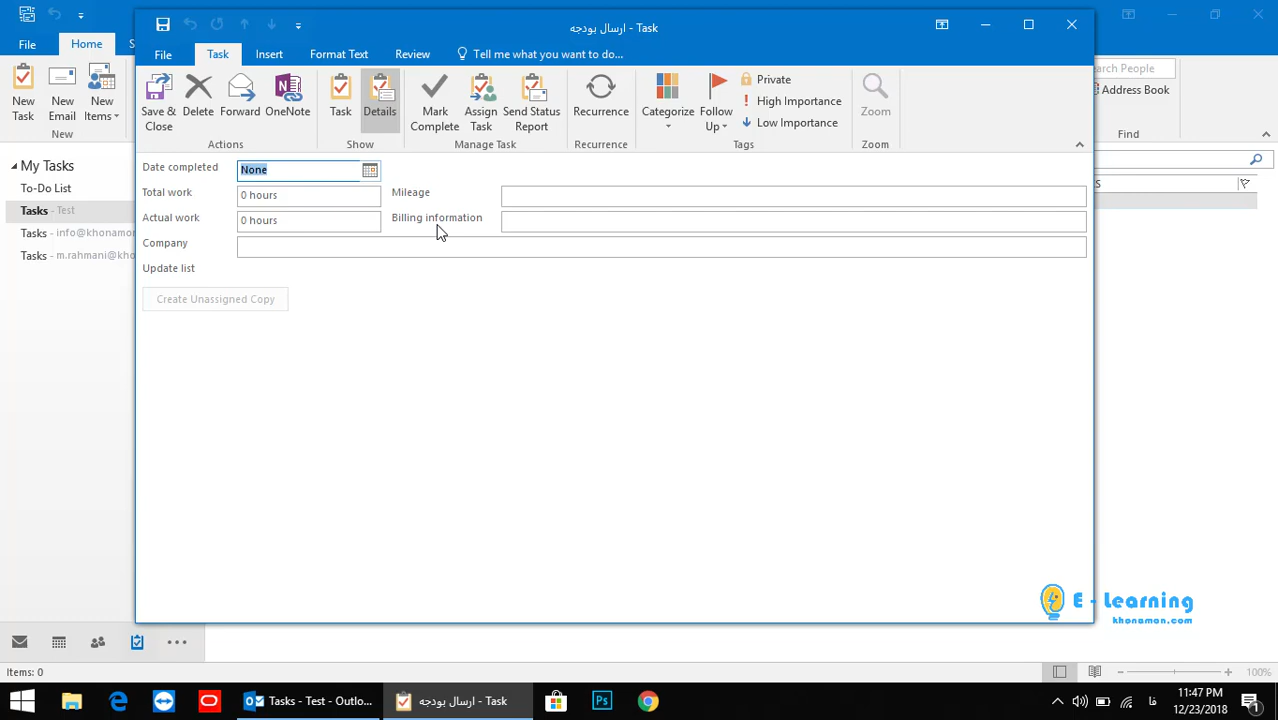 ارسال بودجه - Task
File
Home
S
File
Task
Insert
Format Text
Review
Tell me what you want to do...
New Task
New Email
New Items
New
Save & Close
Delete
Forward
OneNote
Actions
Task
Details
Show
Mark Complete
Assign Task
Send Status Report
Manage Task
Recurrence
Recurrence
Categorize
Follow Up
Private
High Importance
Low Importance
Tags
Zoom
Zoom
earch People
Address Book
Find
My Tasks
To-Do List
Tasks - Test
Tasks - info@khonamon
Tasks - m.rahmani@kho
Date completed
None
Total work
0 hours
Mileage
Actual work
0 hours
Billing information
Company
Update list
Create Unassigned Copy
E - Learning
khonamon.com
Items: 0
100%
Tasks - Test - Outlo...
ارسال بودجه - Task
Ps
فا
11:47 PM
12/23/2018
1